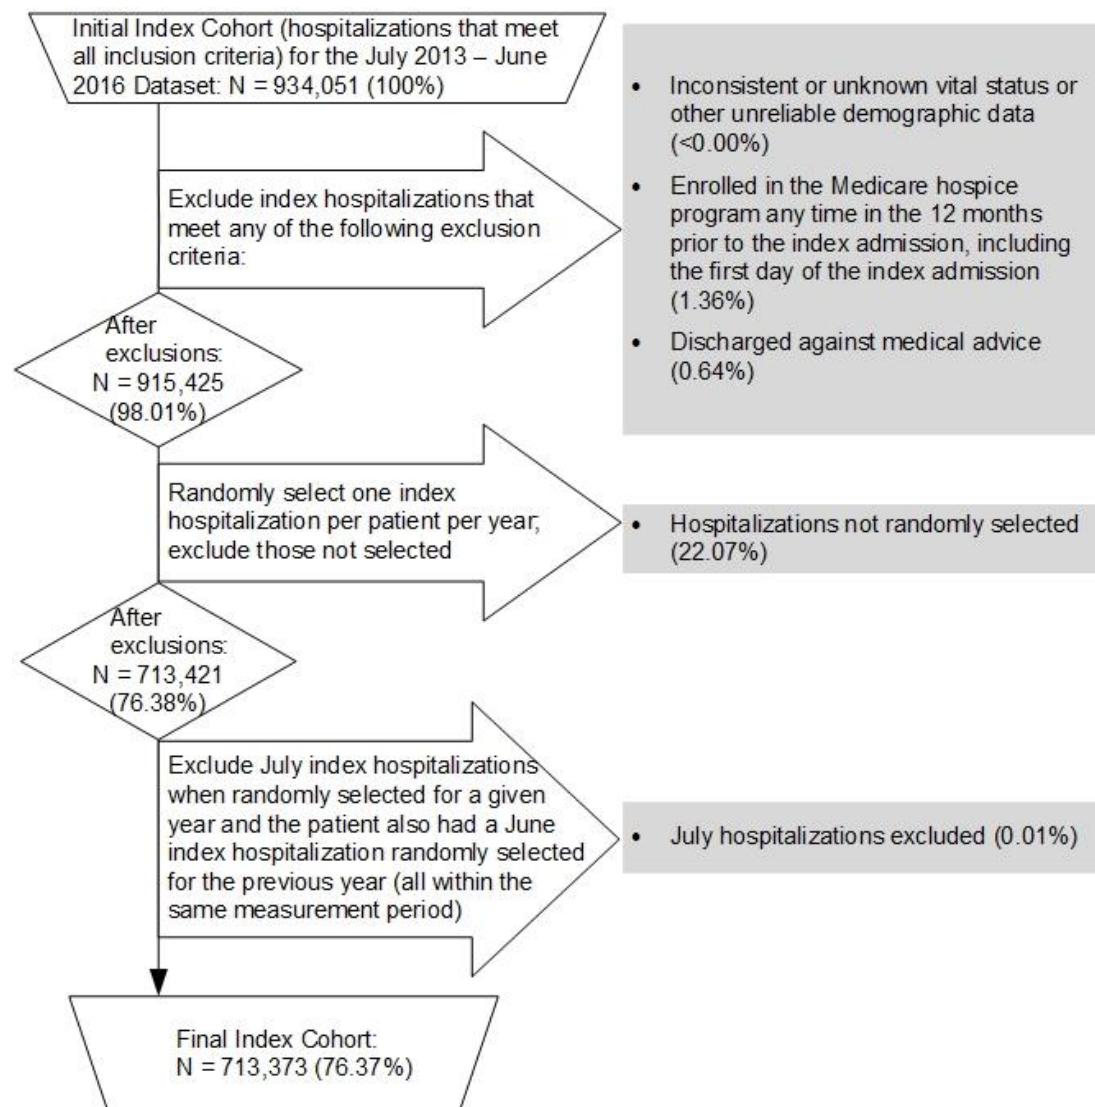 Initial Index Cohort (hospitalizations that meet
all inclusion criteria) for the July 2013 – June
2016 Dataset: N = 934,051 (100%)
• Inconsistent or unknown vital status or
other unreliable demographic data
(<0.00%)
• Enrolled in the Medicare hospice
program any time in the 12 months
prior to the index admission, including
the first day of the index admission
(1.36%)
• Discharged against medical advice
(0.64%)
Exclude index hospitalizations that
meet any of the following exclusion
criteria:
After
exclusions:
N = 915,425
(98.01%)
Randomly select one index
hospitalization per patient per year;
exclude those not selected
• Hospitalizations not randomly selected
(22.07%)
After
exclusions:
N = 713,421
(76.38%)
Exclude July index hospitalizations
when randomly selected for a given
year and the patient also had a June
index hospitalization randomly selected
for the previous year (all within the
same measurement period)
• July hospitalizations excluded (0.01%)
Final Index Cohort:
N = 713,373 (76.37%)